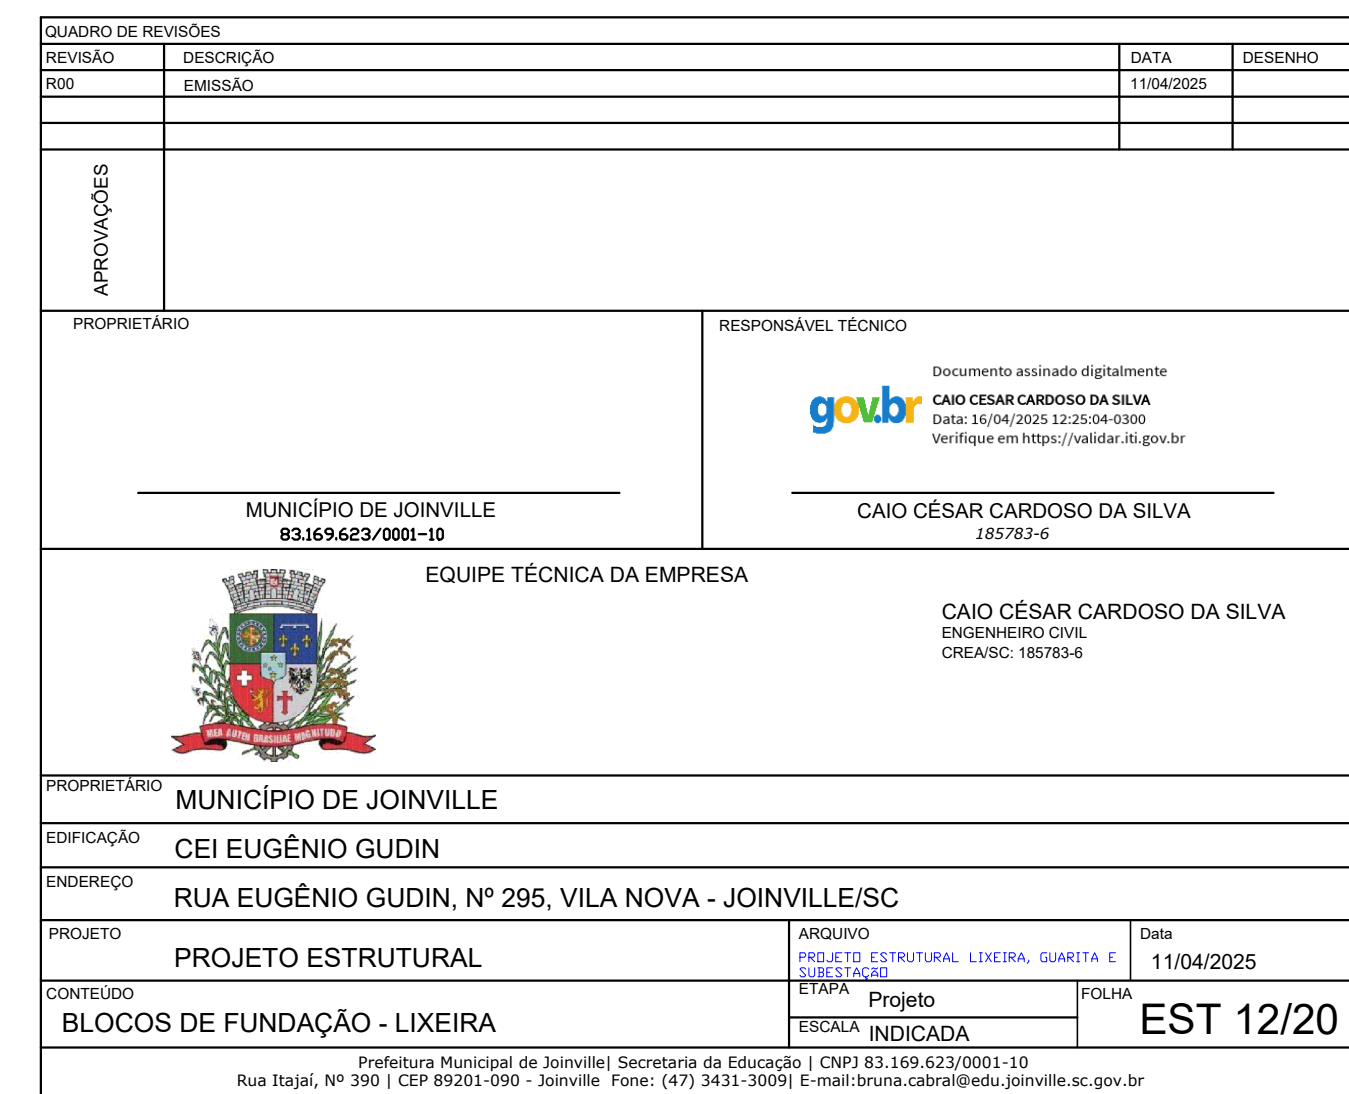 QUADRO DE REVISÕES
REVISÃO DESCRIÇÃO DATA DESENHO
R00 EMISSÃO 11/04/2025
APROVAÇÕES
PROPRIETÁRIO
RESPONSÁVEL TÉCNICO
Documento assinado digitalmente
gov.br
CAIO CESAR CARDOSO DA SILVA
Data: 16/04/2025 12:25:04-0300
Verifique em https://validar.iti.gov.br
MUNICÍPIO DE JOINVILLE
83.169.623/0001-10
CAIO CÉSAR CARDOSO DA SILVA
185783-6
EQUIPE TÉCNICA DA EMPRESA
MEA AUTEM BRASILIAE MAGNITUDO
CAIO CÉSAR CARDOSO DA SILVA
ENGENHEIRO CIVIL
CREA/SC: 185783-6
PROPRIETÁRIO MUNICÍPIO DE JOINVILLE
EDIFICAÇÃO CEI EUGÊNIO GUDIN
ENDEREÇO RUA EUGÊNIO GUDIN, Nº 295, VILA NOVA - JOINVILLE/SC
PROJETO PROJETO ESTRUTURAL
ARQUIVO
PROJETO ESTRUTURAL LIXEIRA, GUARITA E
SUBESTAÇÃO
Data
11/04/2025
CONTEÚDO
BLOCOS DE FUNDAÇÃO - LIXEIRA
ETAPA Projeto
ESCALA INDICADA
FOLHA EST 12/20
Prefeitura Municipal de Joinville| Secretaria da Educação | CNPJ 83.169.623/0001-10
Rua Itajaí, Nº 390 | CEP 89201-090 - Joinville Fone: (47) 3431-3009| E-mail:bruna.cabral@edu.joinville.sc.gov.br